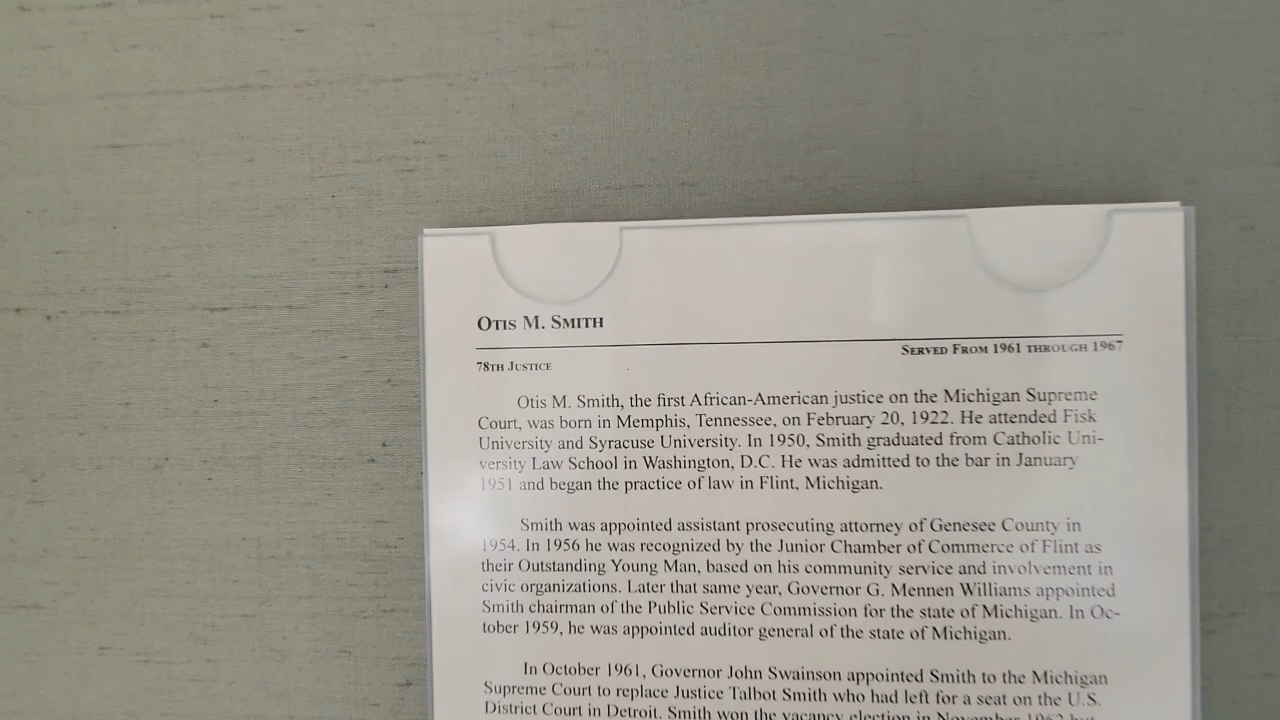 OTIS M. SMITH
SERVED FROM 1961 THROUGH 1967
78TH JUSTICE
Otis M. Smith, the first African-American justice on the Michigan Supreme
Court, was born in Memphis, Tennessee, on February 20, 1922. He attended Fisk
University and Syracuse University. In 1950, Smith graduated from Catholic Uni-
versity Law School in Washington, D.C. He was admitted to the bar in January
1951 and began the practice of law in Flint, Michigan.
Smith was appointed assistant prosecuting attorney of Genesee County in
1954. In 1956 he was recognized by the Junior Chamber of Commerce of Flint as
their Outstanding Young Man, based on his community service and involvement in
civic organizations. Later that same year, Governor G. Mennen Williams appointed
Smith chairman of the Public Service Commission for the state of Michigan. In Oc-
tober 1959, he was appointed auditor general of the state of Michigan.
In October 1961, Governor John Swainson appointed Smith to the Michigan
Supreme Court to replace Justice Talbot Smith who had left for a seat on the U.S.
District Court in Detroit. Smith won the vacancy election in November 1962 but